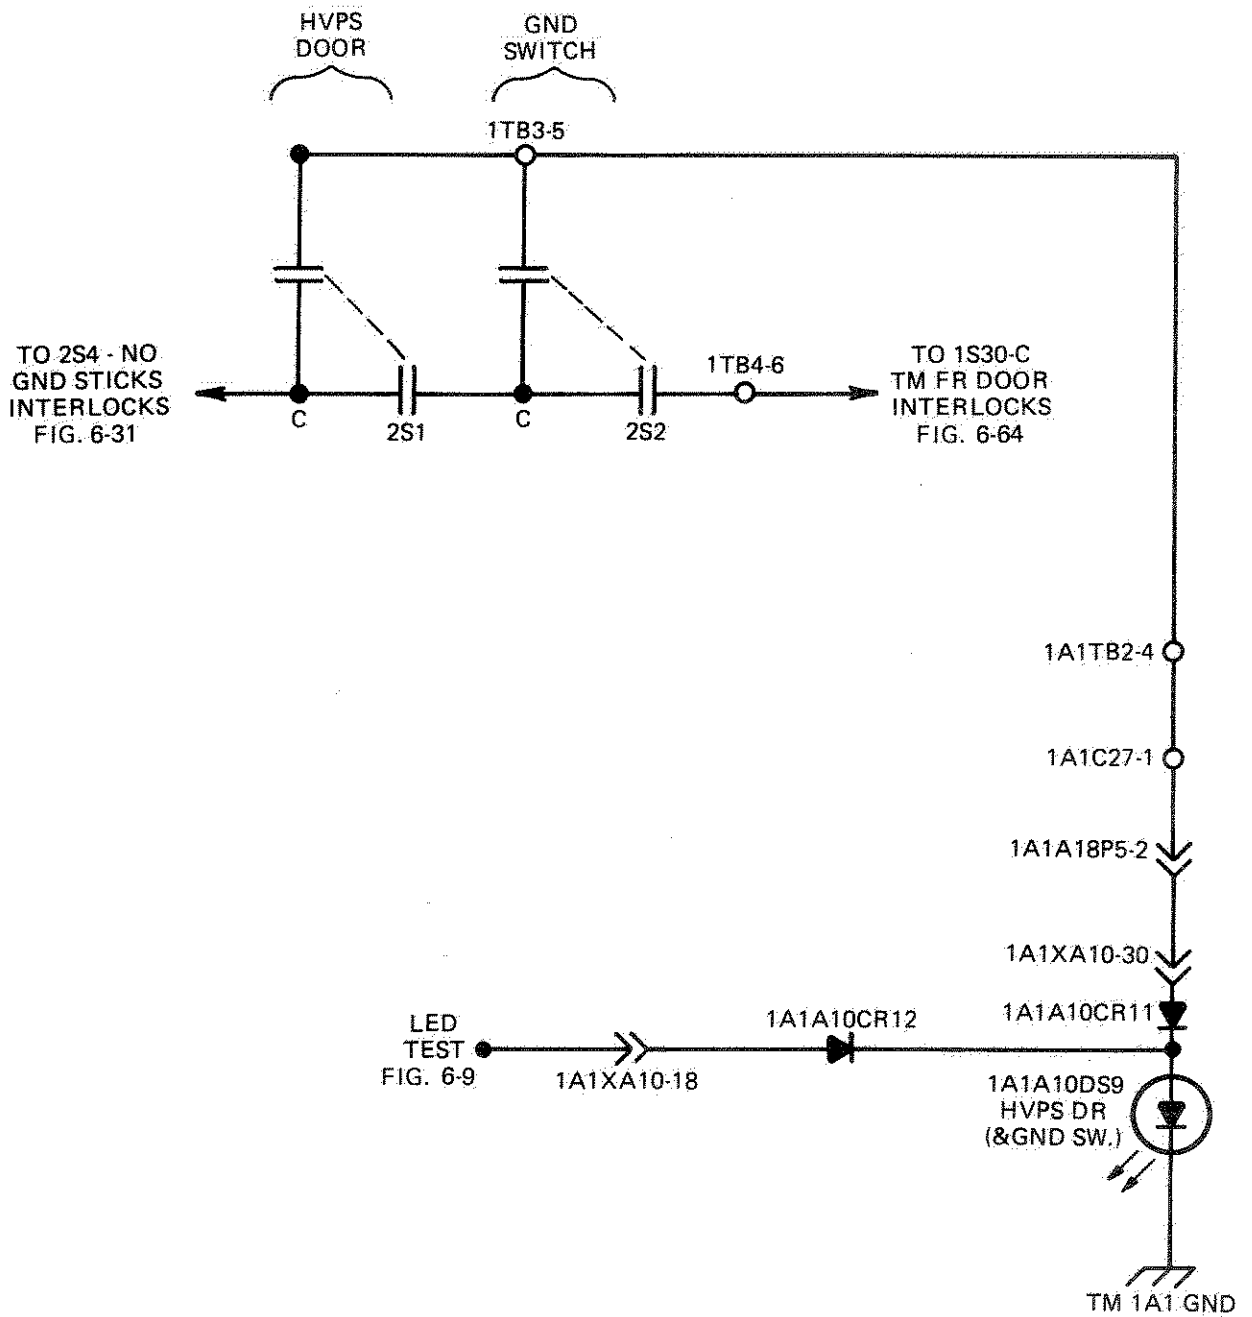 HVPS
DOOR
GND
SWITCH
1TB3-5
TO 2S4 - NO
GND STICKS
INTERLOCKS
FIG. 6-31
C
2S1
C
2S2
1TB4-6
TO 1S30-C
TM FR DOOR
INTERLOCKS
FIG. 6-64
1A1TB2-4
1A1C27-1
1A1A18P5-2
1A1XA10-30
1A1A10CR11
LED
TEST
FIG. 6-9
1A1XA10-18
1A1A10CR12
1A1A10DS9
HVPS DR
(&GND SW.)
TM 1A1 GND